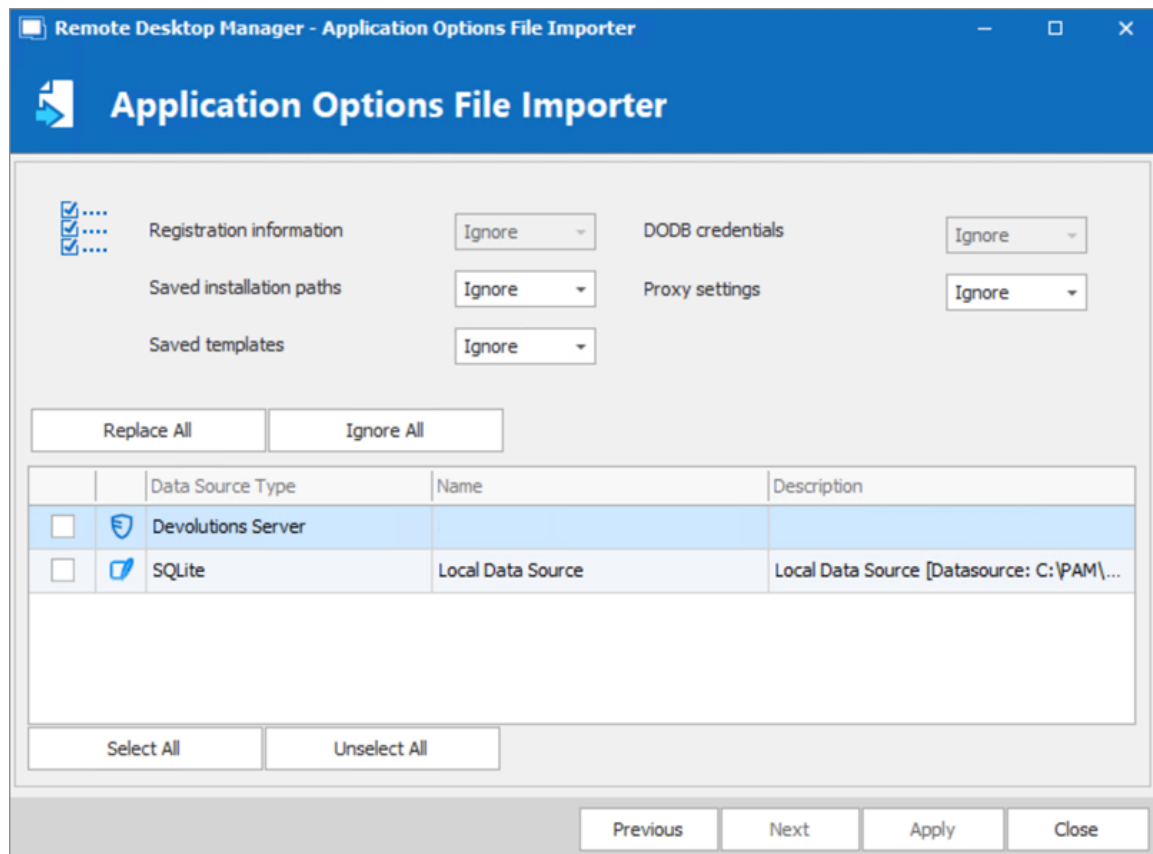 Remote Desktop Manager - Application Options File Importer
Application Options File Importer
Registration information Ignore DODB credentials Ignore
Saved installation paths Ignore Proxy settings Ignore
Saved templates Ignore
Replace All Ignore All
Data Source Type Name Description
Devolutions Server
SQLite Local Data Source Local Data Source [Datasource: C:\PAM\...
Select All Unselect All
Previous Next Apply Close